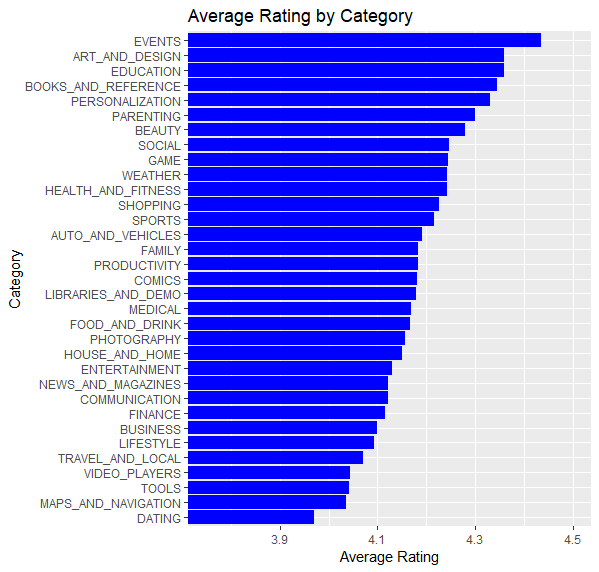 Average Rating by Category
EVENTS
ART_AND_DESIGN
EDUCATION
BOOKS_AND_REFERENCE
PERSONALIZATION
PARENTING
BEAUTY
SOCIAL
GAME
WEATHER
HEALTH_AND_FITNESS
SHOPPING
SPORTS
AUTO_AND_VEHICLES
FAMILY
PRODUCTIVITY
COMICS
LIBRARIES_AND_DEMO
MEDICAL
FOOD_AND_DRINK
PHOTOGRAPHY
HOUSE_AND_HOME
ENTERTAINMENT
NEWS_AND_MAGAZINES
COMMUNICATION
FINANCE
BUSINESS
LIFESTYLE
TRAVEL_AND_LOCAL
VIDEO_PLAYERS
TOOLS
MAPS_AND_NAVIGATION
DATING
Category
3.9 4.1 4.3 4.5
Average Rating